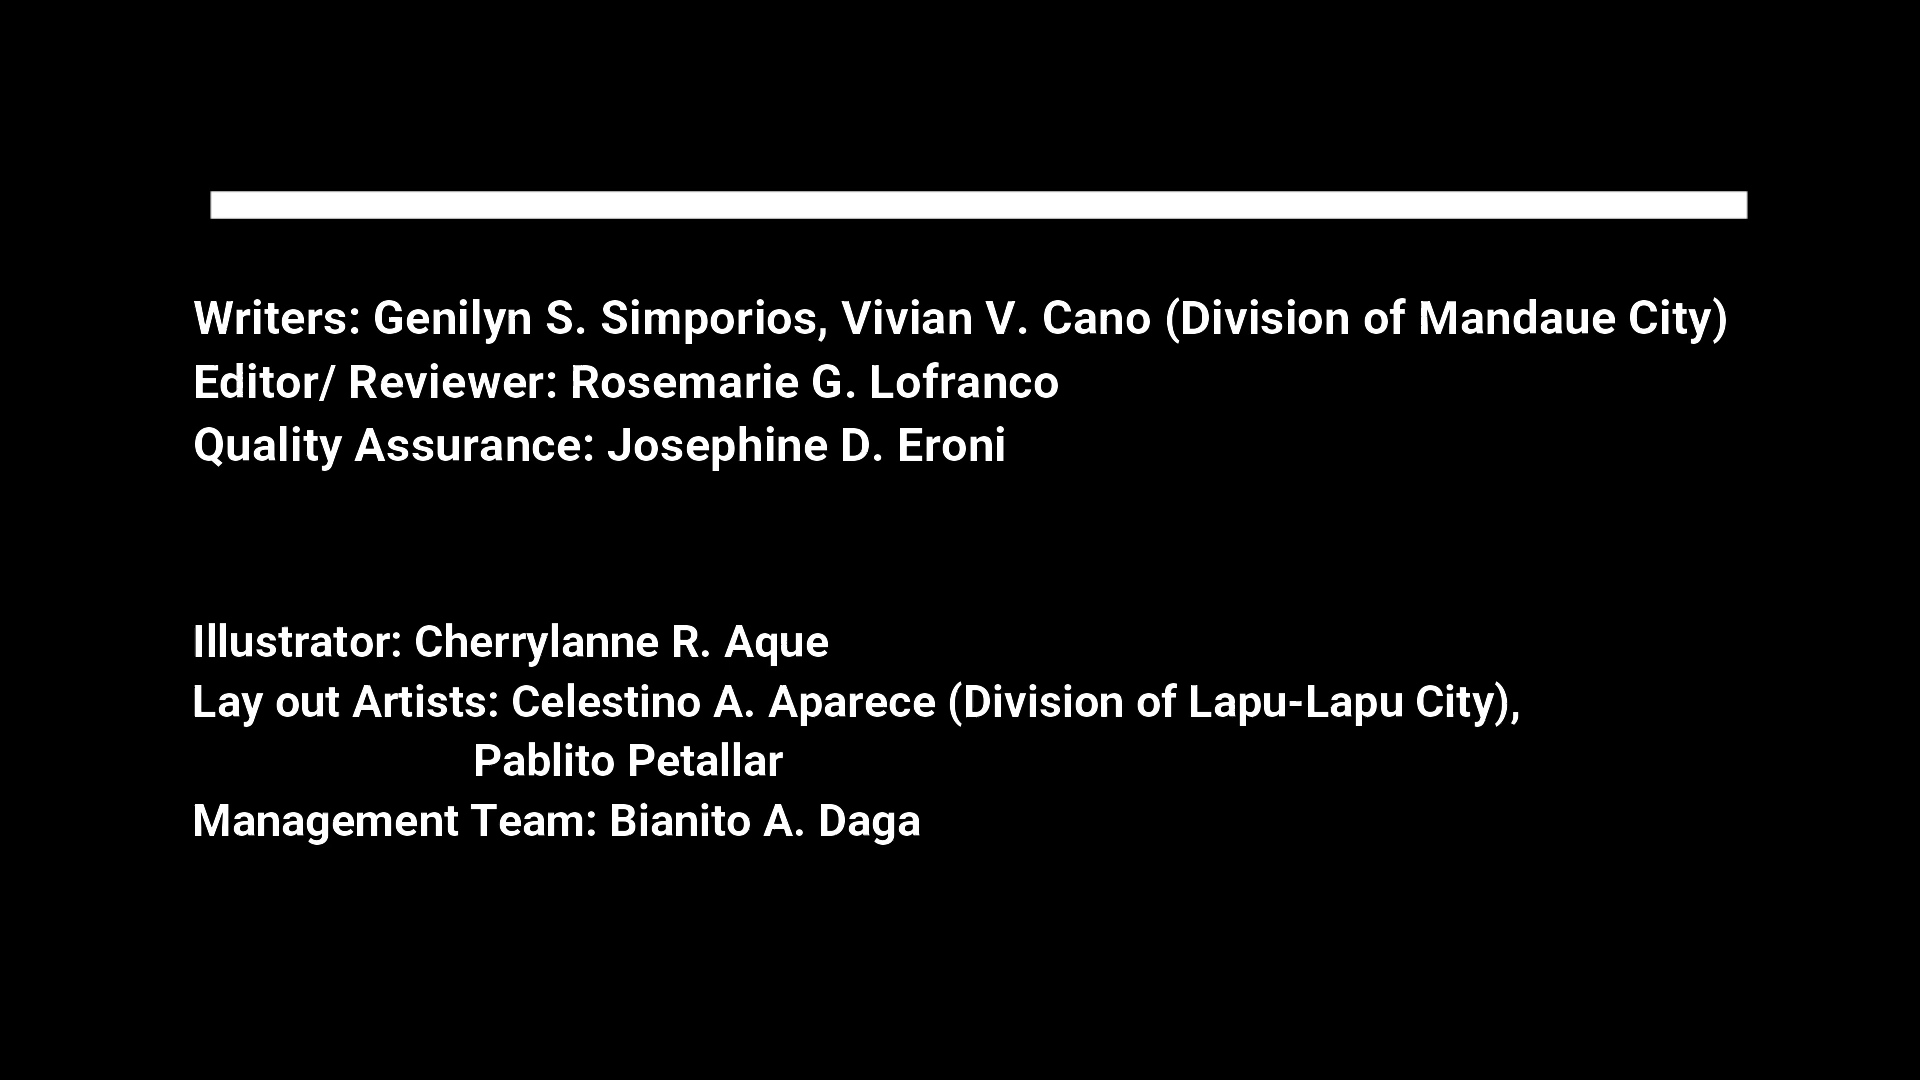 Writers: Genilyn S. Simporios, Vivian V. Cano (Division of Mandaue City)
Editor/ Reviewer: Rosemarie G. Lofranco
Quality Assurance: Josephine D. Eroni
Illustrator: Cherrylanne R. Aque
Lay out Artists: Celestino A. Aparece (Division of Lapu-Lapu City),
Pablito Petallar
Management Team: Bianito A. Daga